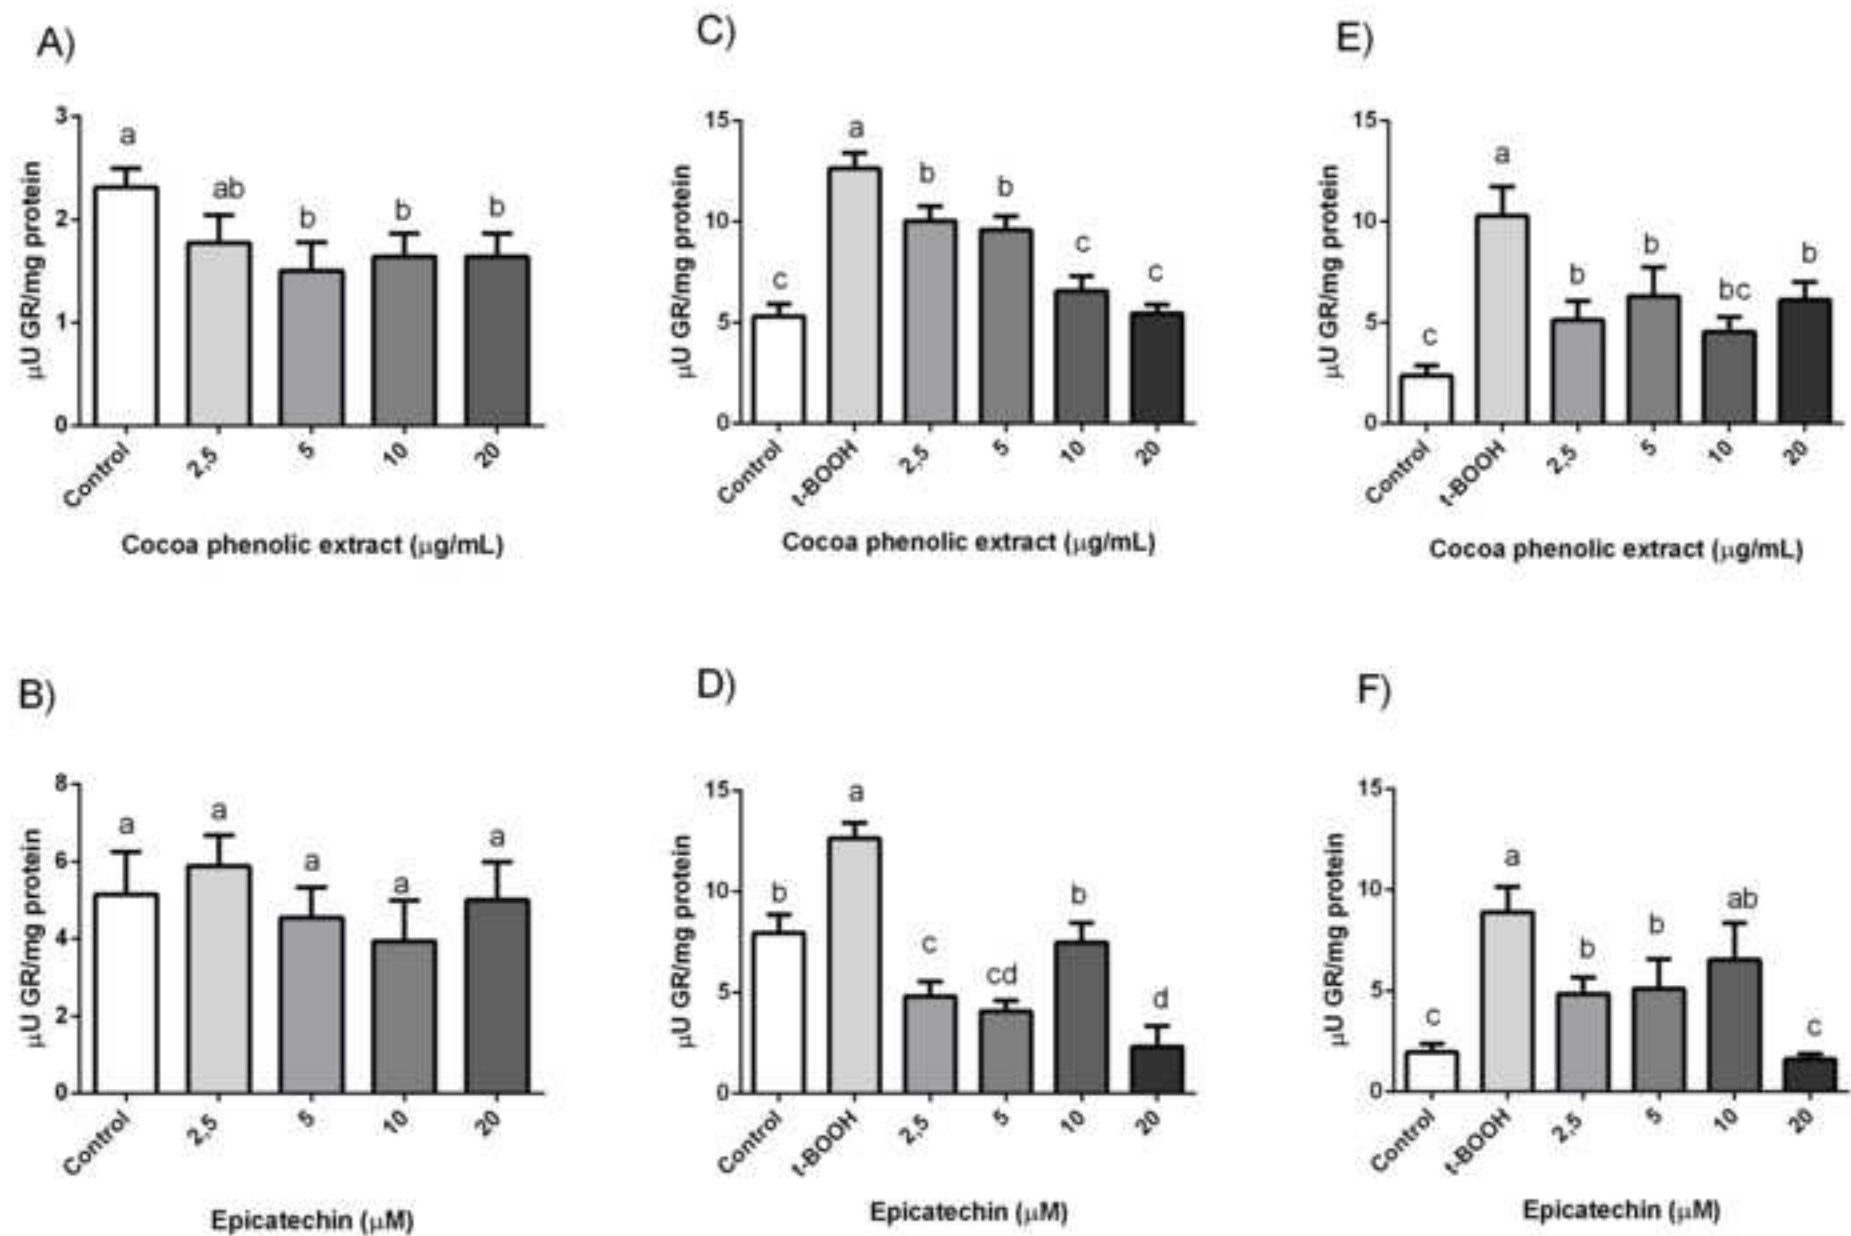 A)
μU GR/mg protein
3
2
1
0
a
ab
b
b
b
Control
2,5
5
10
20
Cocoa phenolic extract (μg/mL)
C)
μU GR/mg protein
15
10
5
0
c
a
b
b
c
c
Control
t-BOOH
2,5
5
10
20
Cocoa phenolic extract (μg/mL)
E)
μU GR/mg protein
15
10
5
0
c
a
b
b
bc
b
Control
t-BOOH
2,5
5
10
20
Cocoa phenolic extract (μg/mL)
B)
μU GR/mg protein
8
6
4
2
0
a
a
a
a
a
Control
2,5
5
10
20
Epicatechin (μM)
D)
μU GR/mg protein
15
10
5
0
b
a
c
cd
b
d
Control
t-BOOH
2,5
5
10
20
Epicatechin (μM)
F)
μU GR/mg protein
15
10
5
0
c
a
b
b
ab
c
Control
t-BOOH
2,5
5
10
20
Epicatechin (μM)